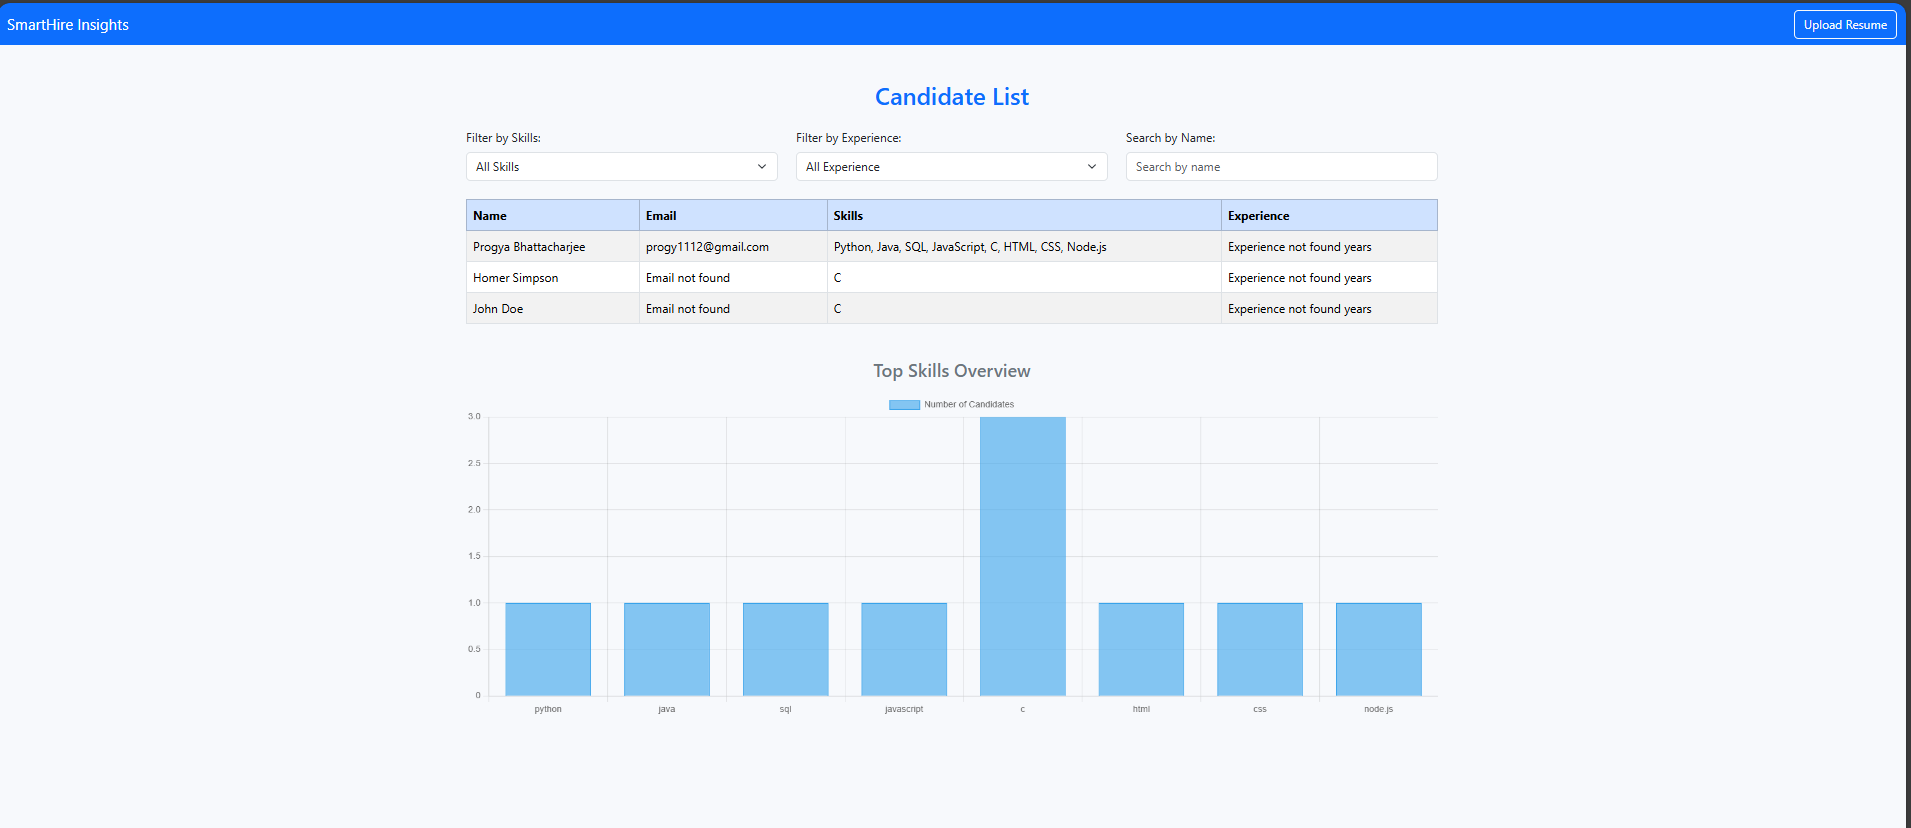 SmartHire Insights
Upload Resume
Candidate List
Filter by Skills:
Filter by Experience:
Search by Name:
All Skills
All Experience
Search by name
Name Email Skills Experience
Progya Bhattacharjee progy1112@gmail.com Python, Java, SQL, JavaScript, C, HTML, CSS, Node.js Experience not found years
Homer Simpson Email not found C Experience not found years
John Doe Email not found C Experience not found years
Top Skills Overview
Number of Candidates
3.0
2.5
2.0
1.5
1.0
0.5
0
python java sql javascript c html css node.js